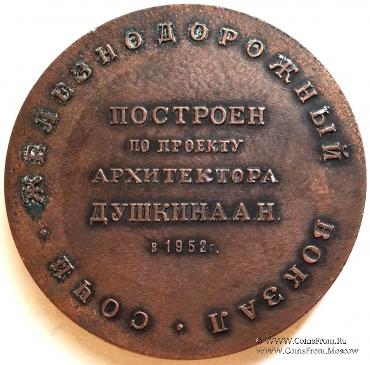 СОЧИ • ЖЕЛЕЗНОДОРОЖНЫЙ ВОКЗАЛ •
ПОСТРОЕН
ПО ПРОЕКТУ
АРХИТЕКТОРА
ДУШКИНА А.Н.
В 1952 г.
© www.CoinsFrom.Ru
www.CoinsFrom.Moscow